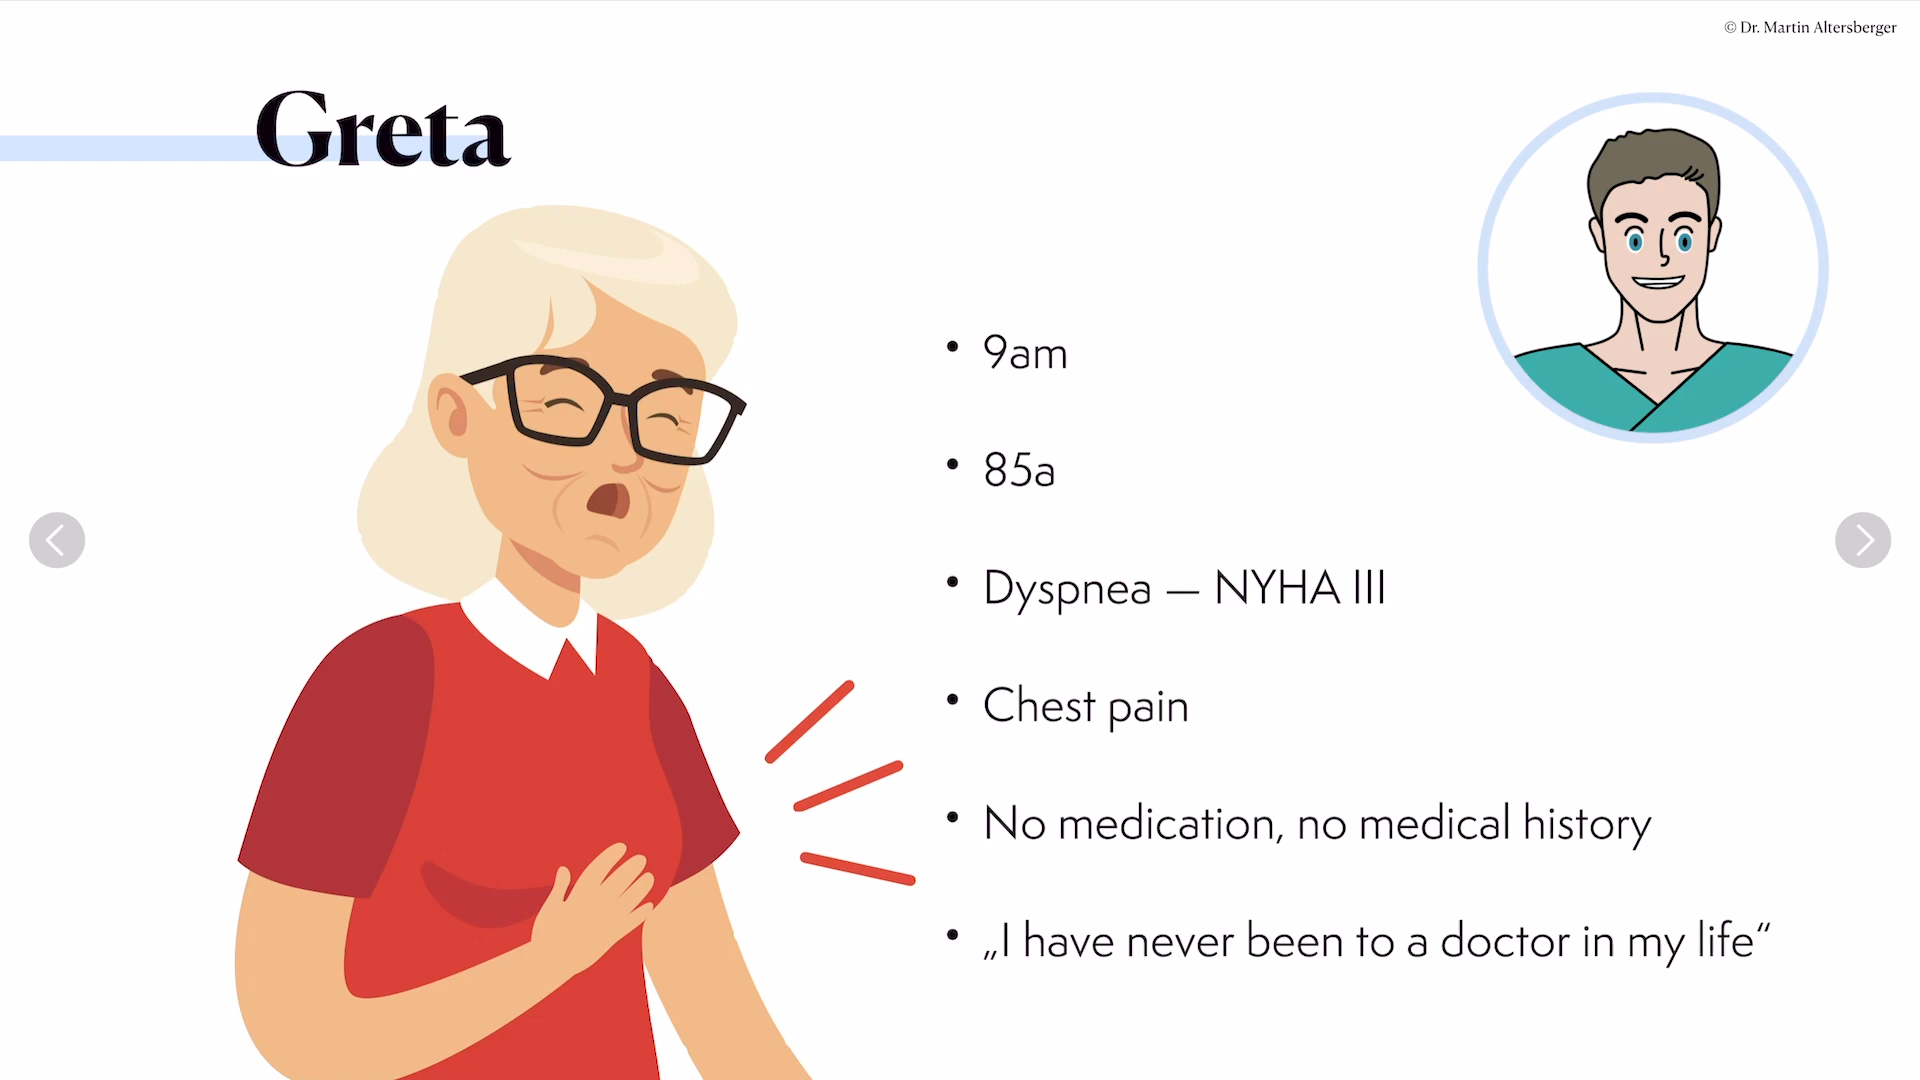 © Dr. Martin Altersberger
Greta
• 9am
• 85a
• Dyspnea — NYHA III
• Chest pain
• No medication, no medical history
• „I have never been to a doctor in my life“